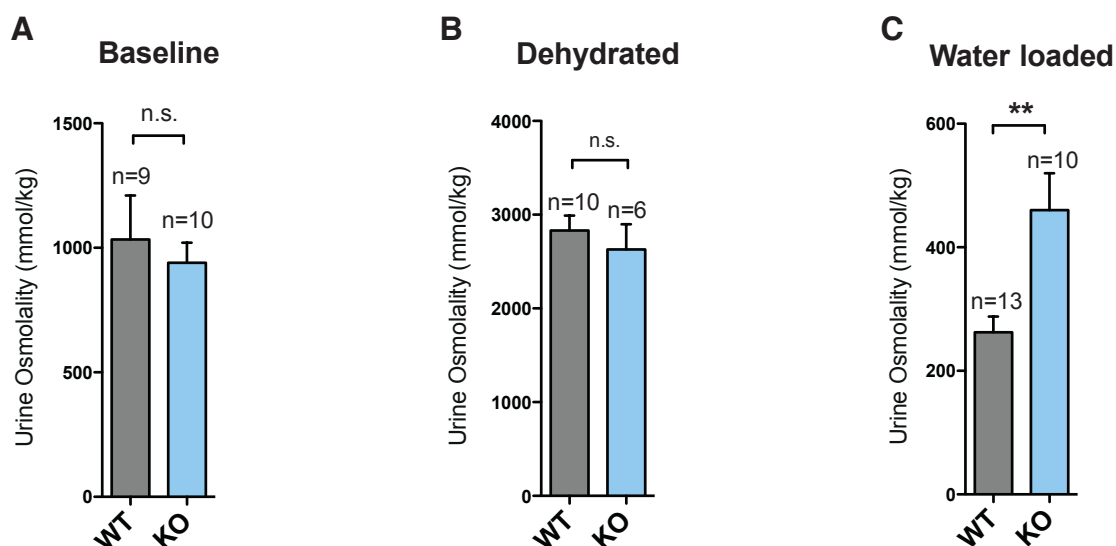 A
Baseline
n.s.
1500
1000
500
0
Urine Osmolality (mmol/kg)
n=9
n=10
WT
KO
B
Dehydrated
n.s.
4000
3000
2000
1000
0
Urine Osmolality (mmol/kg)
n=10
n=6
WT
KO
C
Water loaded
**
600
400
200
0
Urine Osmolality (mmol/kg)
n=10
n=13
WT
KO